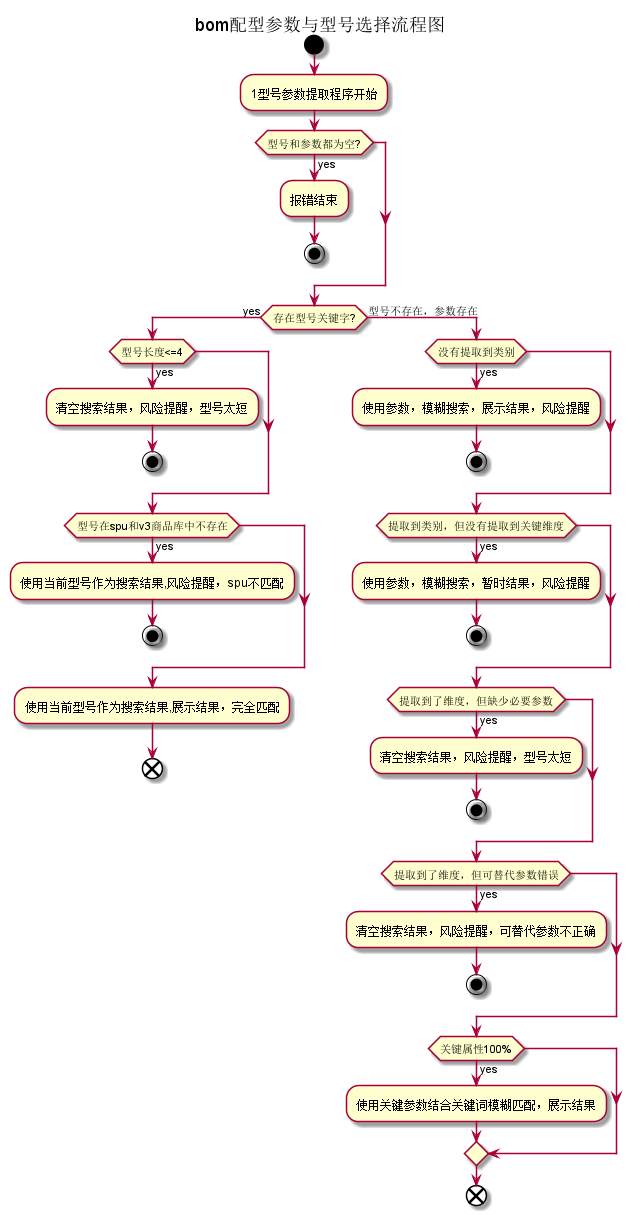 bom配型参数与型号选择流程图
1型号参数提取程序开始
型号和参数都为空?
yes
报错结束
存在型号关键字?
yes
型号不存在，参数存在
型号长度<=4
yes
清空搜索结果，风险提醒，型号太短
型号在spu和v3商品库中不存在
yes
使用当前型号作为搜索结果,风险提醒，spu不匹配
使用当前型号作为搜索结果,展示结果，完全匹配
没有提取到类别
yes
使用参数，模糊搜索，展示结果，风险提醒
提取到类别，但没有提取到关键维度
yes
使用参数，模糊搜索，暂时结果，风险提醒
提取到了维度，但缺少必要参数
yes
清空搜索结果，风险提醒，型号太短
提取到了维度，但可替代参数错误
yes
清空搜索结果，风险提醒，可替代参数不正确
关键属性100%
yes
使用关键参数结合关键词模糊匹配，展示结果